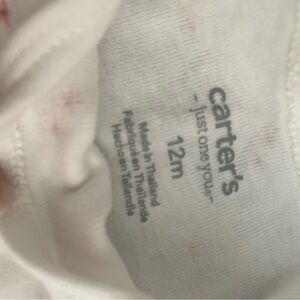 carter's
- just one you -
12m
Made in Thailand
Fabriqué en Thaïlande
Hecho en Tailandia